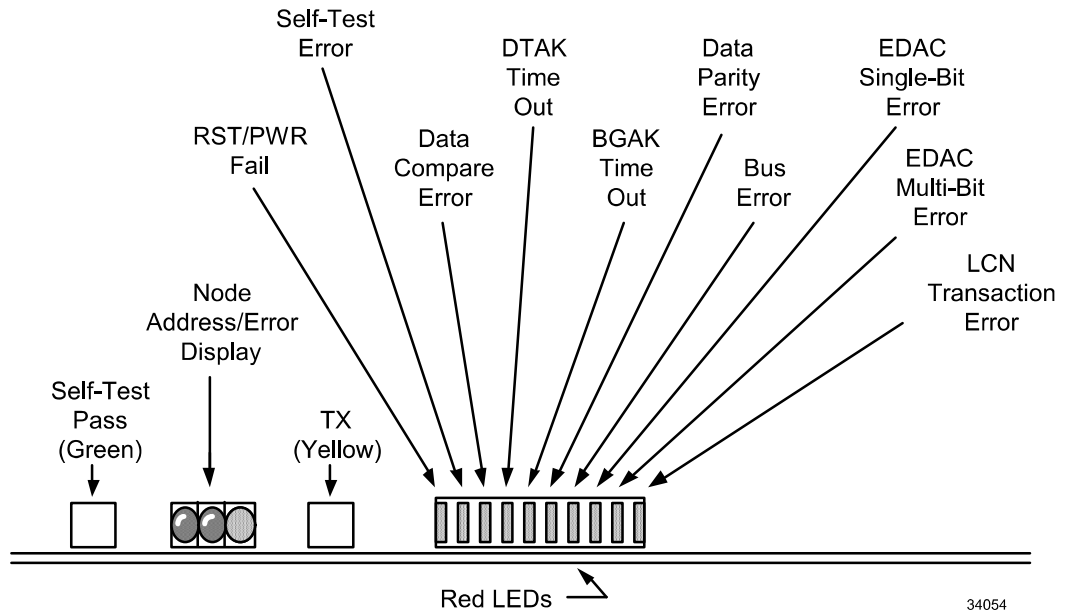 Self-Test
Error
DTAK
Time
Out
Data
Parity
Error
EDAC
Single-Bit
Error
RST/PWR
Fail
Data
Compare
Error
BGAK
Time
Out
Bus
Error
EDAC
Multi-Bit
Error
LCN
Transaction
Error
Node
Address/Error
Display
Self-Test
Pass
(Green)
TX
(Yellow)
Red LEDs
34054